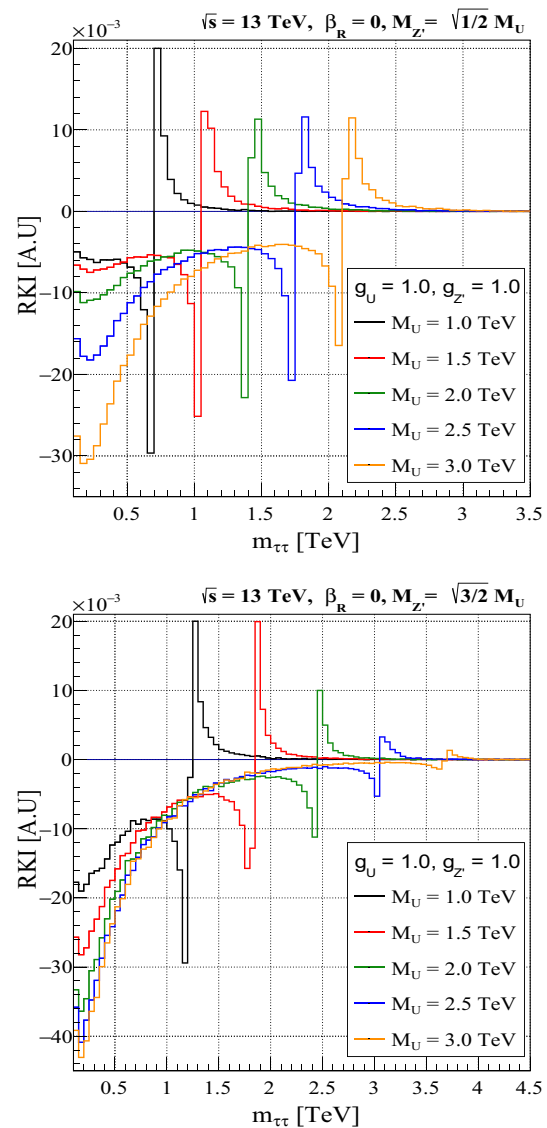 ×10⁻³ √s = 13 TeV, β_R = 0, M_Z' = √1/2 M_U
20
10
0
−10
−20
−30
RKI [A.U]
g_U = 1.0, g_Z' = 1.0
M_U = 1.0 TeV
M_U = 1.5 TeV
M_U = 2.0 TeV
M_U = 2.5 TeV
M_U = 3.0 TeV
0.5 1 1.5 2 2.5 3 3.5
m_ττ [TeV]
×10⁻³ √s = 13 TeV, β_R = 0, M_Z' = √3/2 M_U
20
10
0
−10
−20
−30
−40
RKI [A.U]
g_U = 1.0, g_Z' = 1.0
M_U = 1.0 TeV
M_U = 1.5 TeV
M_U = 2.0 TeV
M_U = 2.5 TeV
M_U = 3.0 TeV
0.5 1 1.5 2 2.5 3 3.5 4 4.5
m_ττ [TeV]